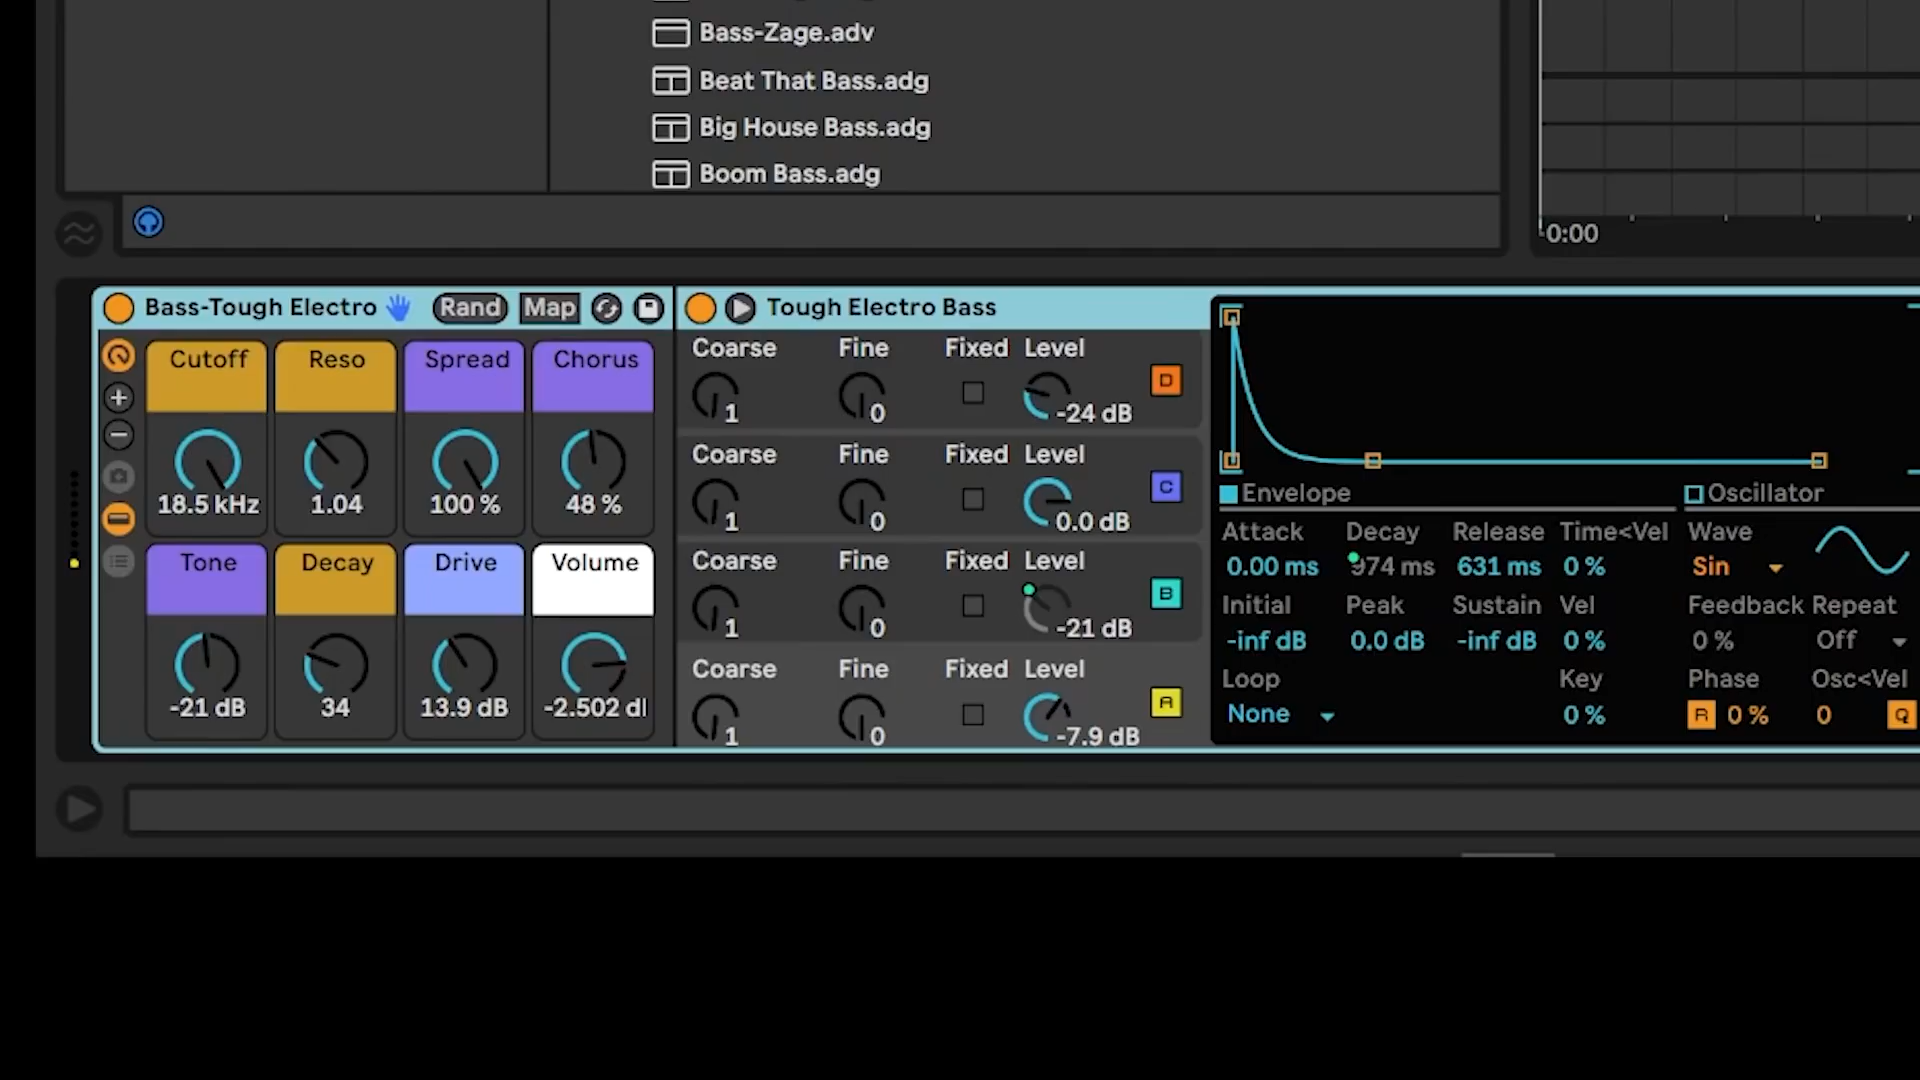 Bass-Zage.adv
Beat That Bass.adg
Big House Bass.adg
Boom Bass.adg
0:00
Bass-Tough Electro Rand Map
Cutoff Reso Spread Chorus
18.5 kHz 1.04 100 % 48 %
Tone Decay Drive Volume
-21 dB 34 13.9 dB -2.502 d
Tough Electro Bass
Coarse Fine Fixed Level
1 0 -24 dB D
Coarse Fine Fixed Level
1 0 0.0 dB C
Coarse Fine Fixed Level
1 0 -21 dB B
Coarse Fine Fixed Level
1 0 -7.9 dB A
Envelope
Attack Decay Release Time<Vel
0.00 ms 974 ms 631 ms 0 %
Initial Peak Sustain Vel
-inf dB 0.0 dB -inf dB 0 %
Loop Key
None 0 %
Oscillator
Wave
Sin
Feedback Repeat
0 % Off
Phase Osc<Vel
R 0 % 0 Q